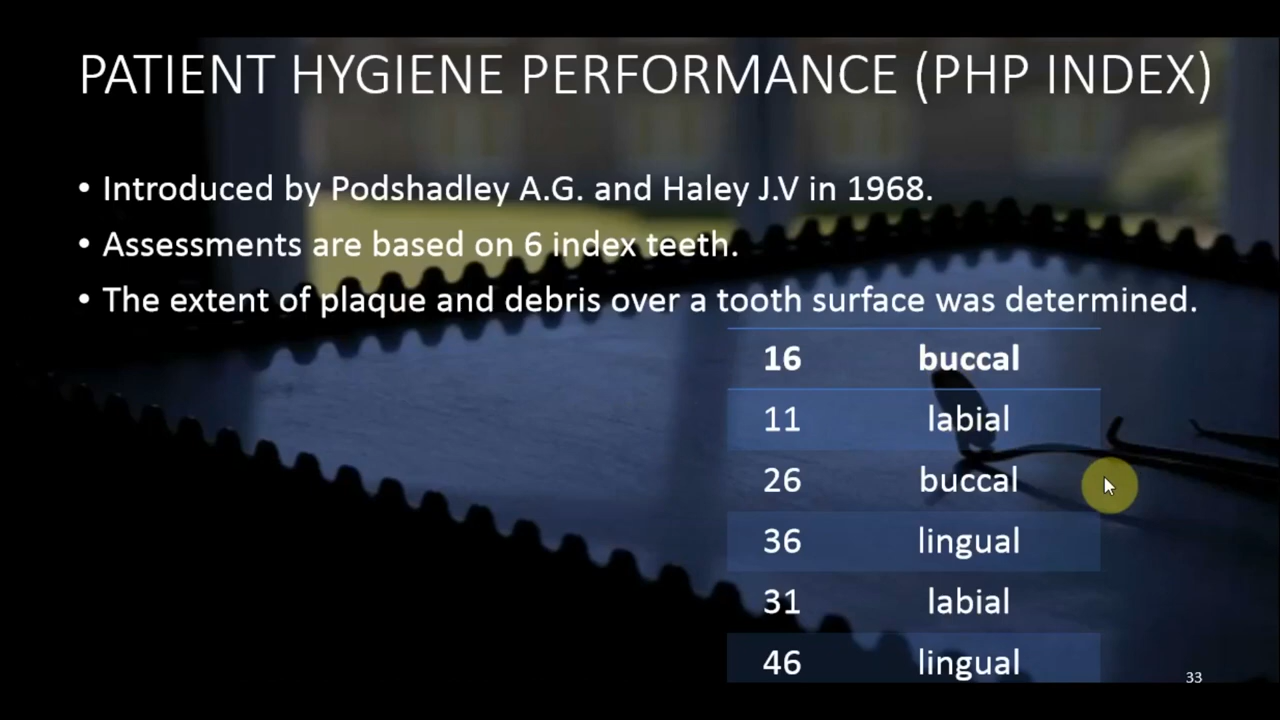 PATIENT HYGIENE PERFORMANCE (PHP INDEX)
• Introduced by Podshadley A.G. and Haley J.V in 1968.
• Assessments are based on 6 index teeth.
• The extent of plaque and debris over a tooth surface was determined.
16 buccal
11 labial
26 buccal
36 lingual
31 labial
46 lingual
33